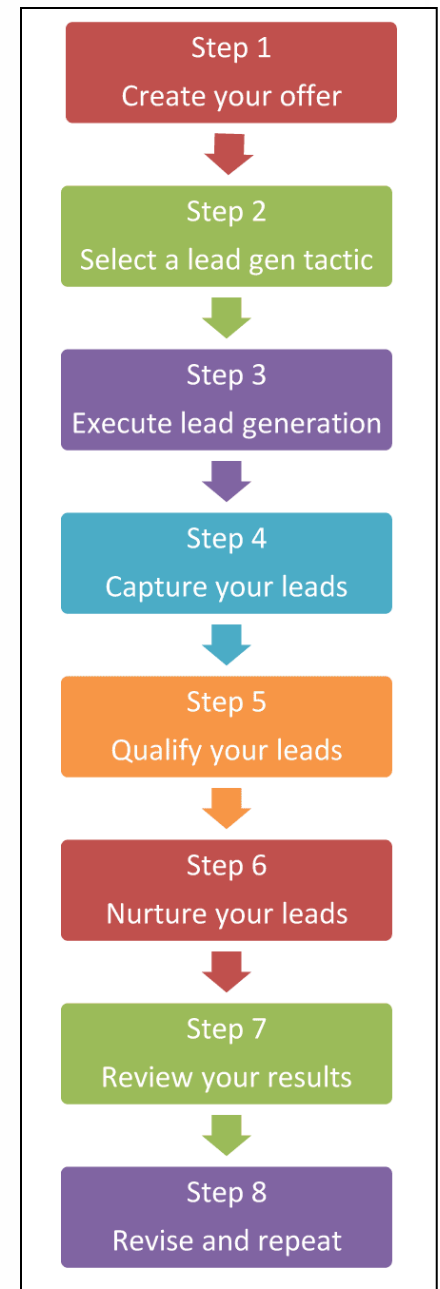 Step 1
Create your offer
Step 2
Select a lead gen tactic
Step 3
Execute lead generation
Step 4
Capture your leads
Step 5
Qualify your leads
Step 6
Nurture your leads
Step 7
Review your results
Step 8
Revise and repeat